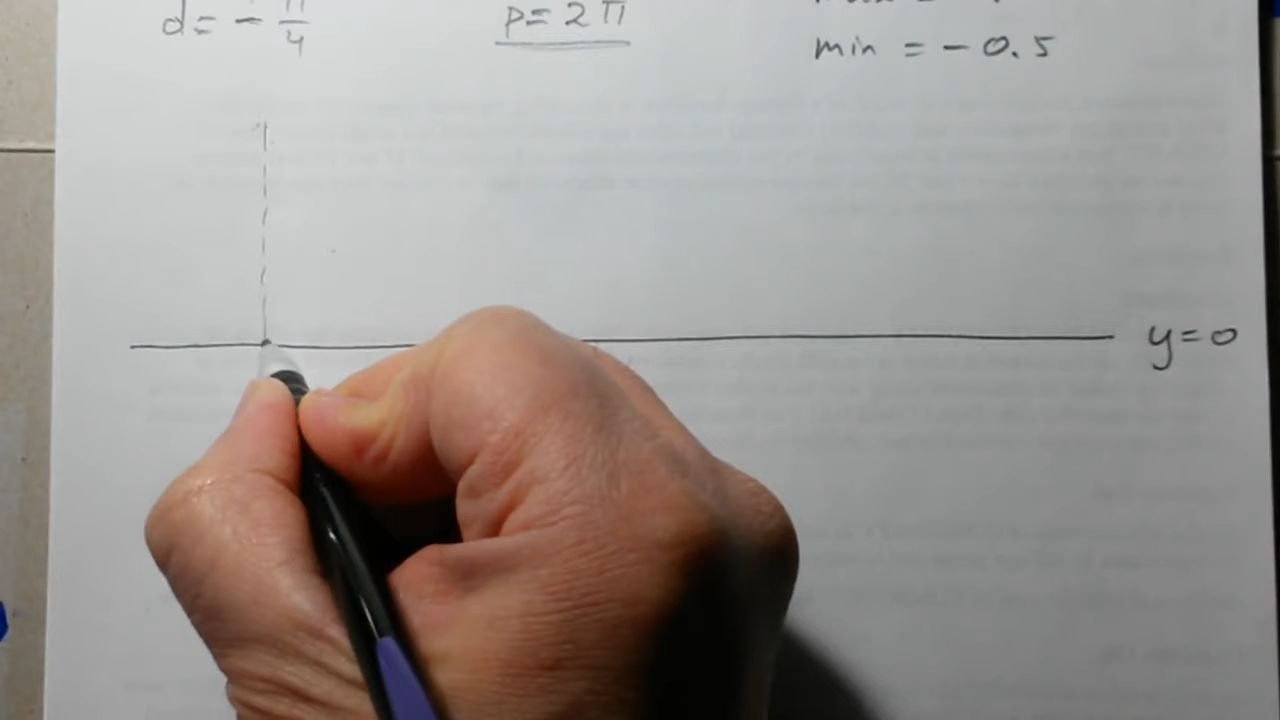 d = - π/4
p = 2π
min = - 0.5
y = 0